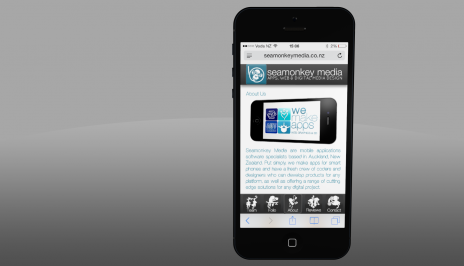 Voda NZ 15:08
seamonkeymedia.co.nz
seamonkey media
APPS, WEB & DIGITAL MEDIA DESIGN
About Us
we
make
apps
Seamonkey Media are mobile applications
software specialists based in Auckland, New
Zealand. Put simply, we make apps for smart
phones and have a fresh crew of coders and
designers who can develop products for any
platform, as well as offering a range of cutting
edge solutions for any digital project.
Team Folio About Reviews Contact